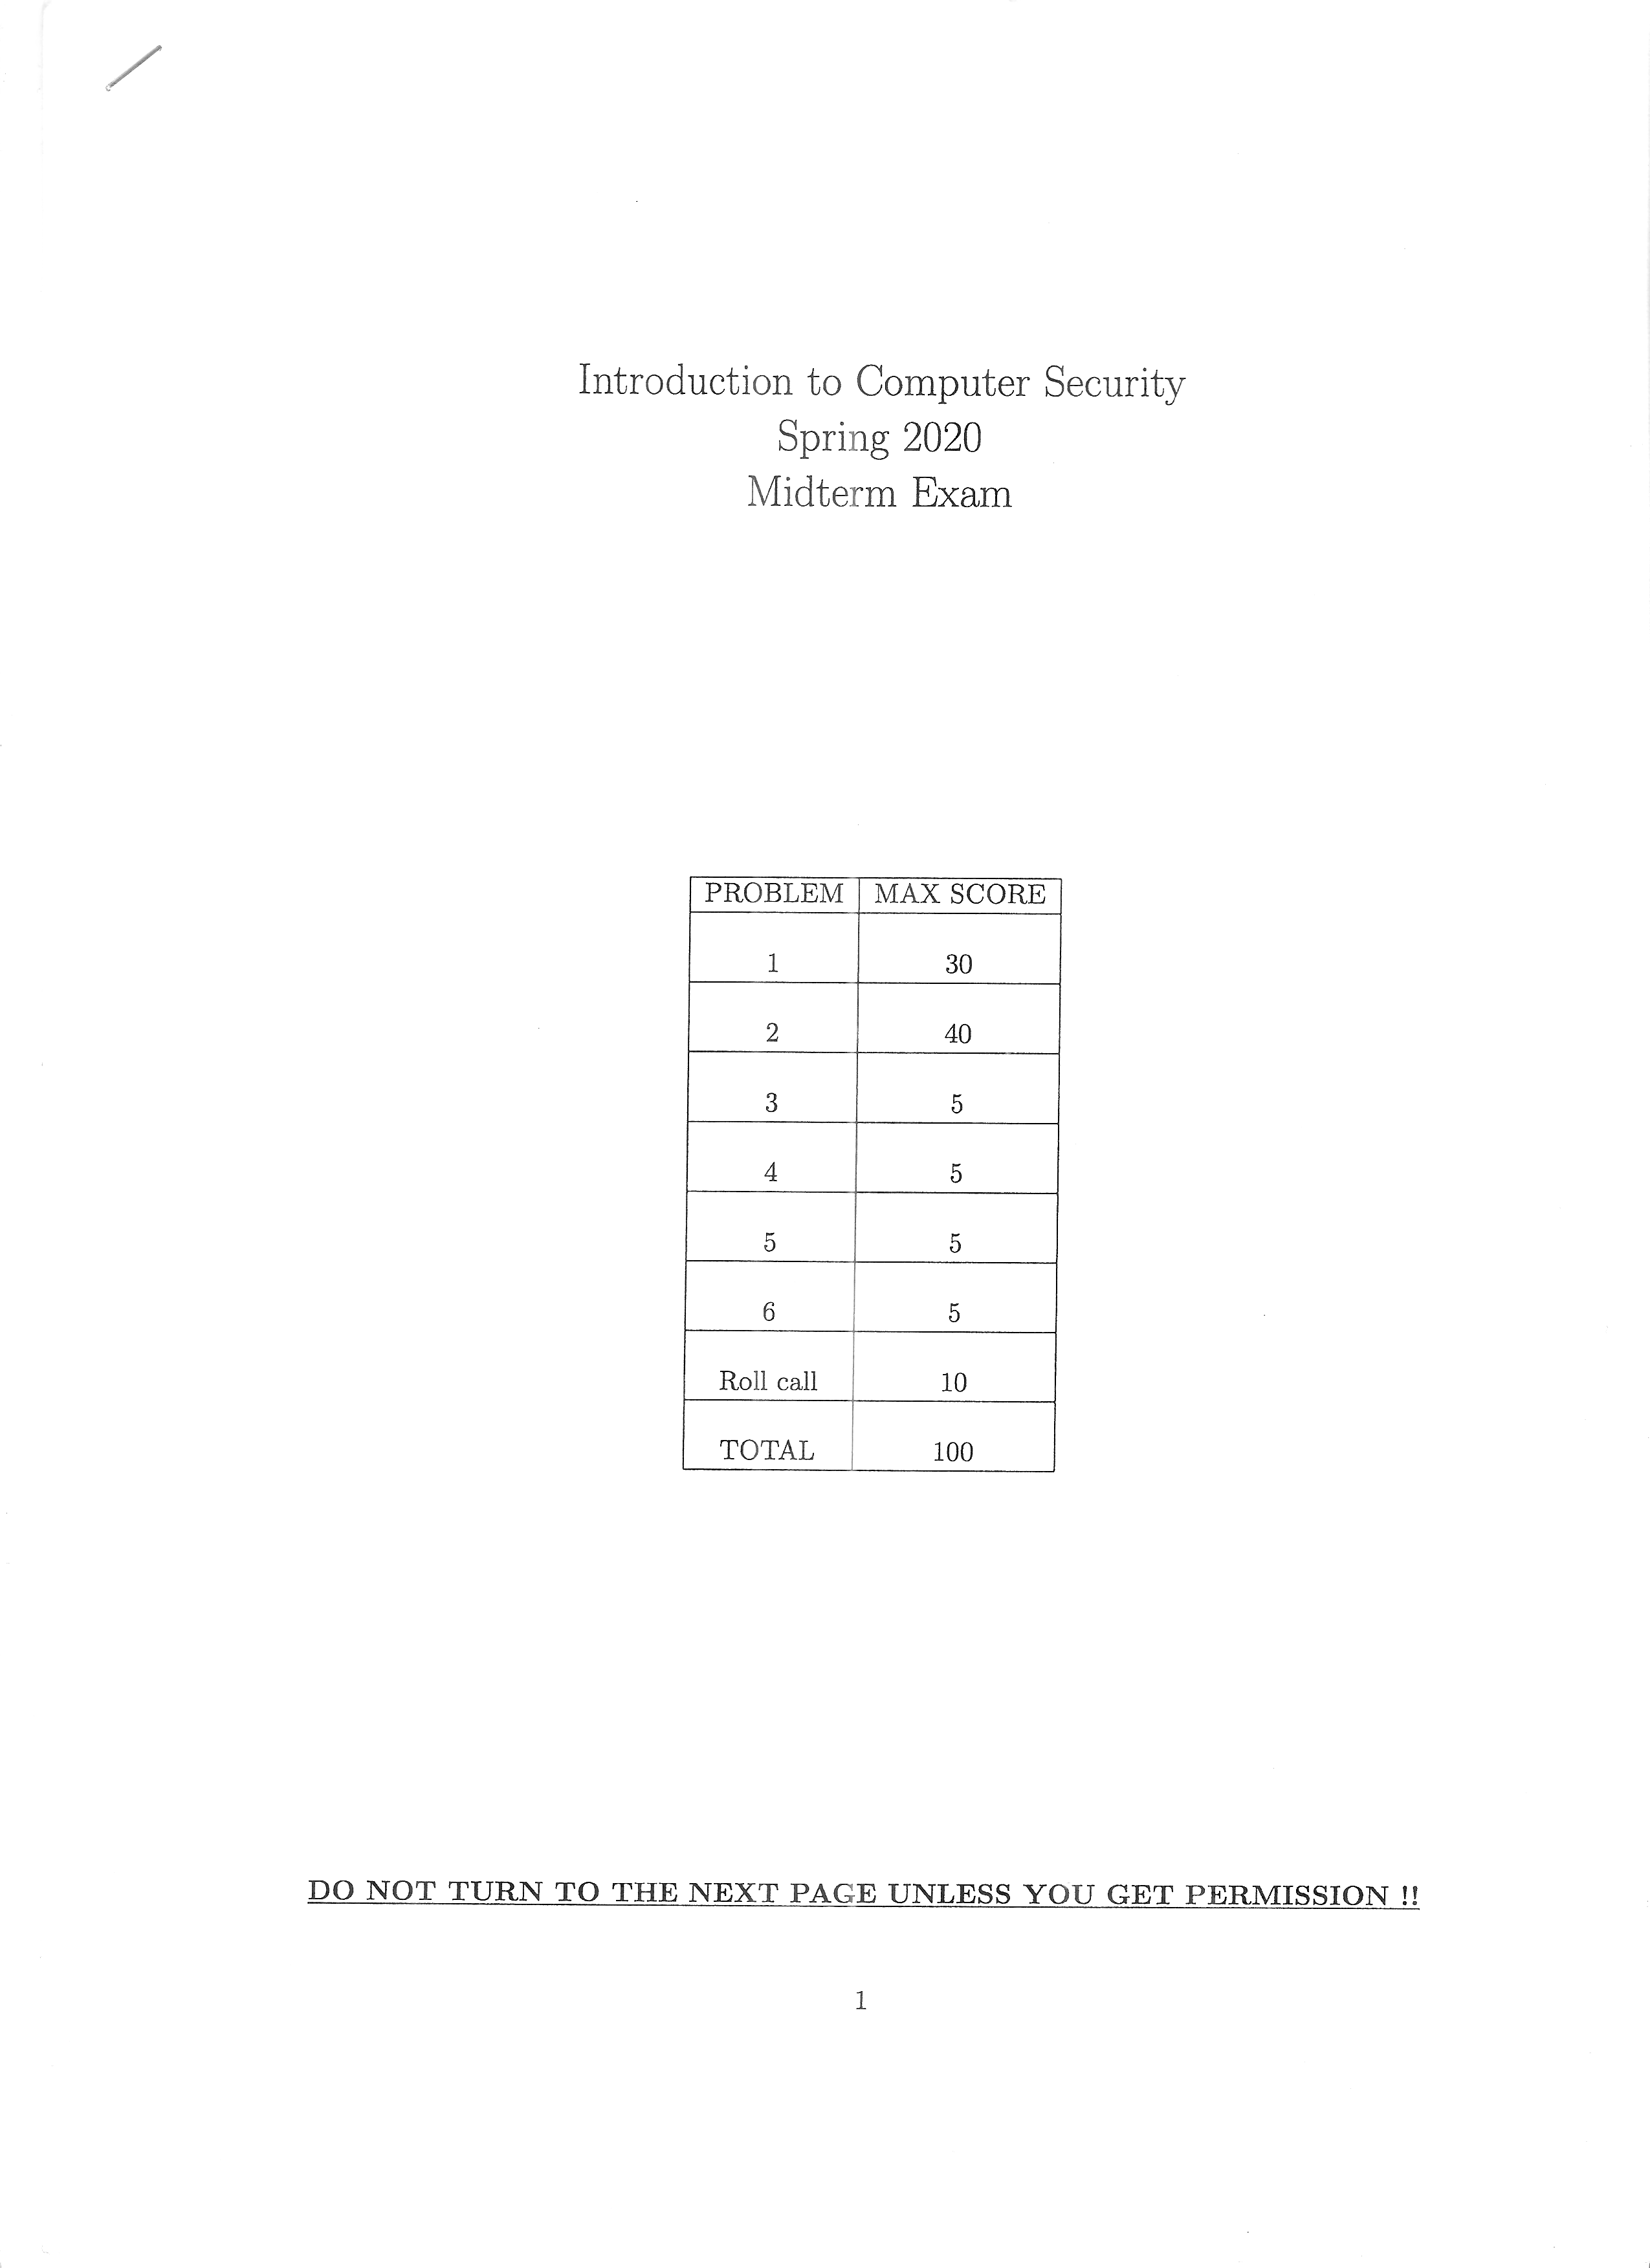 Introduction to Computer Security
Spring 2020
Midterm Exam
PROBLEM MAX SCORE
1 30
2 40
3 5
4 5
5 5
6 5
Roll call 10
TOTAL 100
DO NOT TURN TO THE NEXT PAGE UNLESS YOU GET PERMISSION !!
1